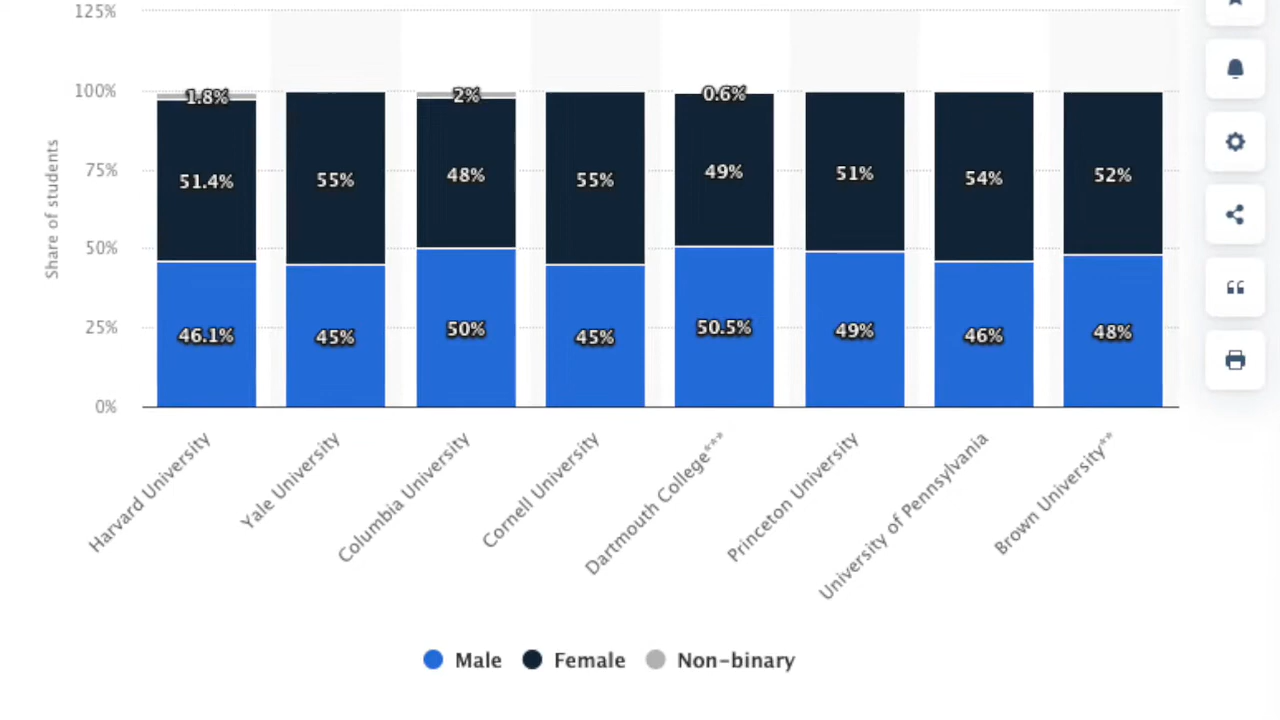 125%
100%
75%
50%
25%
0%
Share of students
1.8% 2% 0.6%
51.4% 55% 48% 55% 49% 51% 54% 52%
46.1% 45% 50% 45% 50.5% 49% 46% 48%
Harvard University
Yale University
Columbia University
Cornell University
Dartmouth College***
Princeton University
University of Pennsylvania
Brown University**
Male Female Non-binary